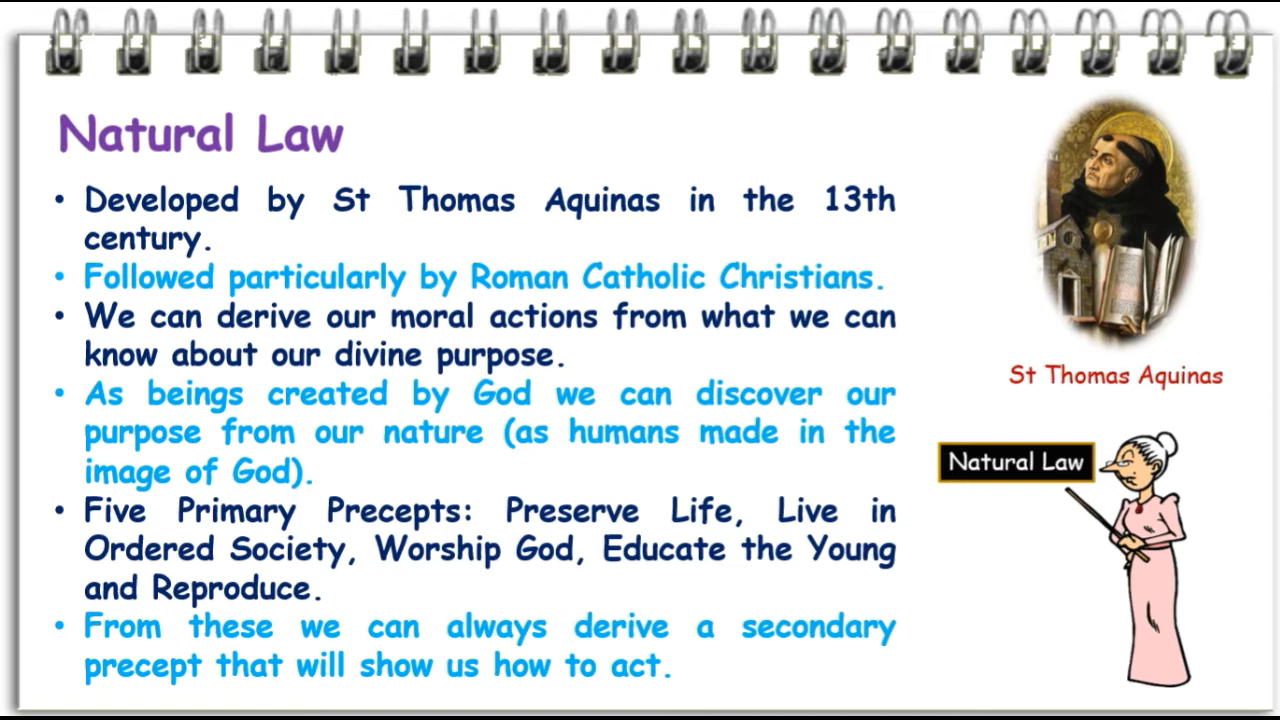 Natural Law
• Developed by St Thomas Aquinas in the 13th
century.
• Followed particularly by Roman Catholic Christians.
• We can derive our moral actions from what we can
know about our divine purpose.
• As beings created by God we can discover our
purpose from our nature (as humans made in the
image of God).
• Five Primary Precepts: Preserve Life, Live in
Ordered Society, Worship God, Educate the Young
and Reproduce.
• From these we can always derive a secondary
precept that will show us how to act.
St Thomas Aquinas
Natural Law